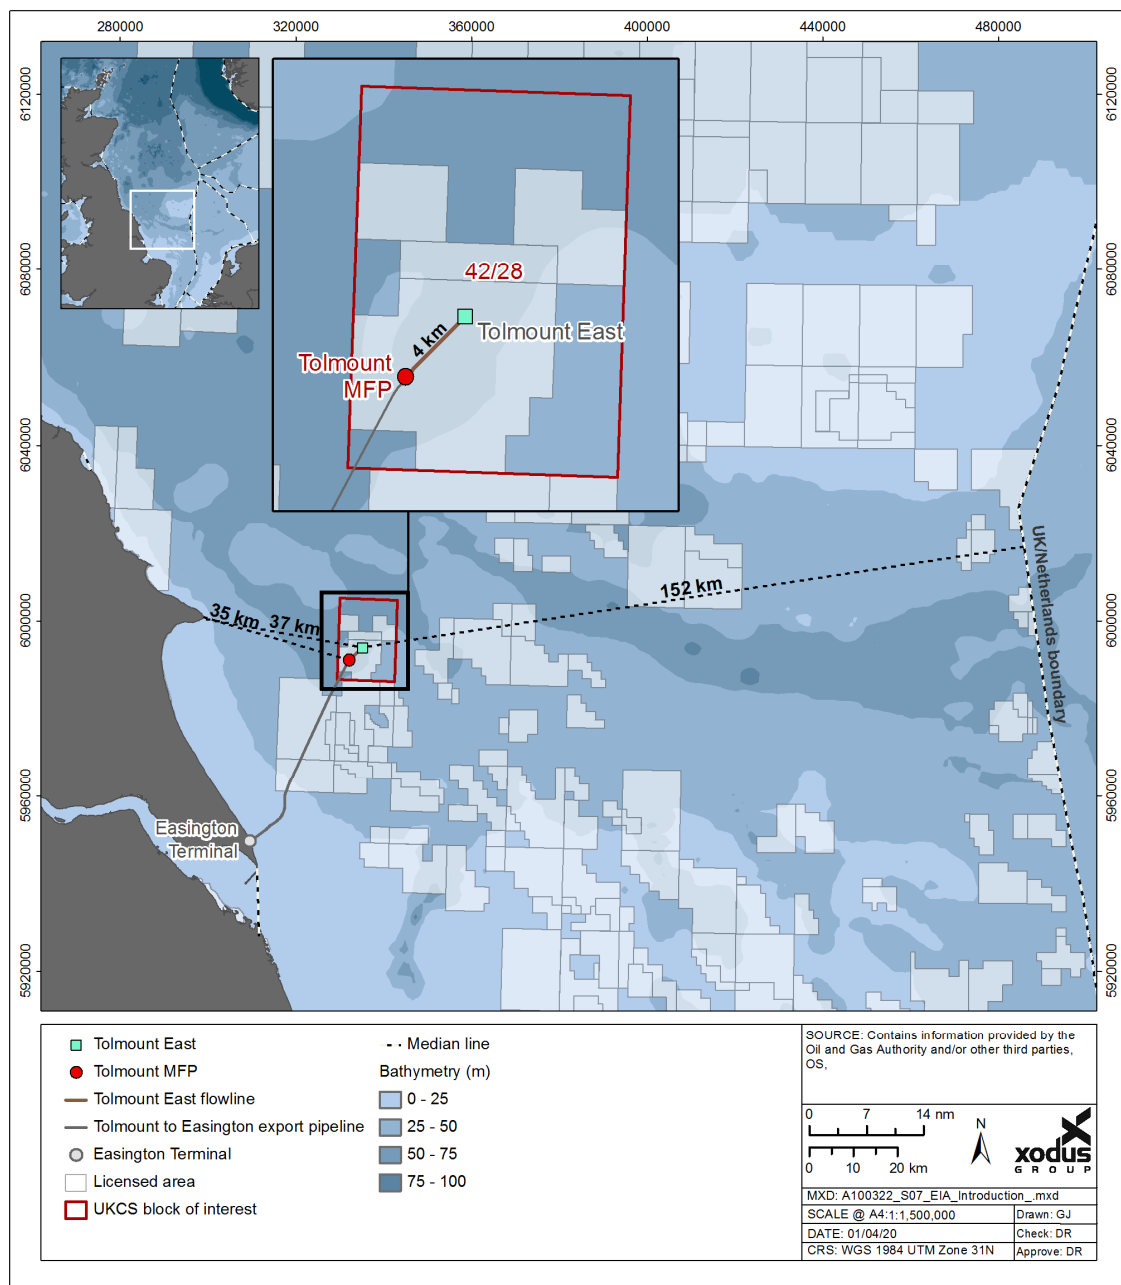 280000
320000
360000
400000
440000
480000
6120000
6080000
6040000
6000000
5960000
5920000
6120000
6080000
6040000
6000000
5960000
5920000
42/28
4 km
Tolmount East
Tolmount
MFP
35 km
37 km
152 km
UK/Netherlands boundary
Easington
Terminal
Tolmount East
Tolmount MFP
Tolmount East flowline
Tolmount to Easington export pipeline
Easington Terminal
Licensed area
UKCS block of interest
Median line
Bathymetry (m)
0 - 25
25 - 50
50 - 75
75 - 100
SOURCE: Contains information provided by the
Oil and Gas Authority and/or other third parties,
OS,
0 7 14 nm
0 10 20 km
N
xodus
GROUP
MXD: A100322_S07_EIA_Introduction_.mxd
SCALE @ A4:1:1,500,000
Drawn: GJ
DATE: 01/04/20
Check: DR
CRS: WGS 1984 UTM Zone 31N
Approve: DR